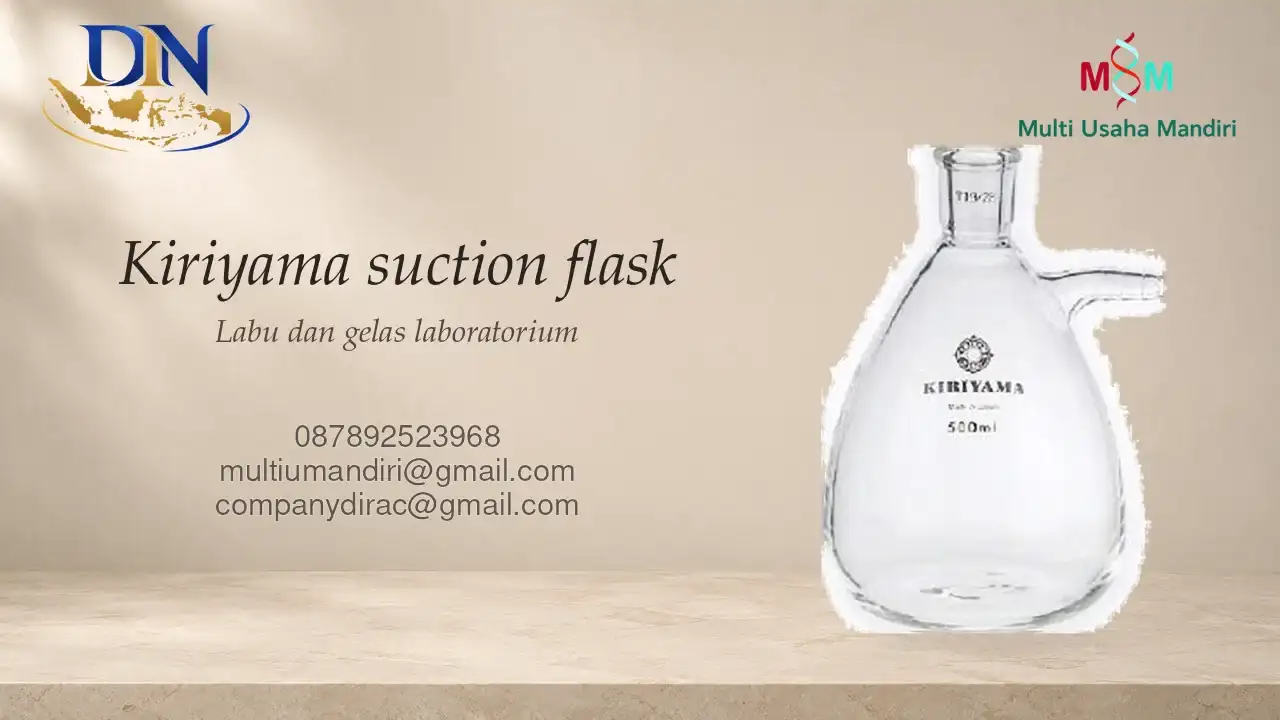 DIN
M M
Multi Usaha Mandiri
Kiriyama suction flask
Labu dan gelas laboratorium
087892523968
multiumandiri@gmail.com
companydirac@gmail.com
KIRIYAMA
500ml